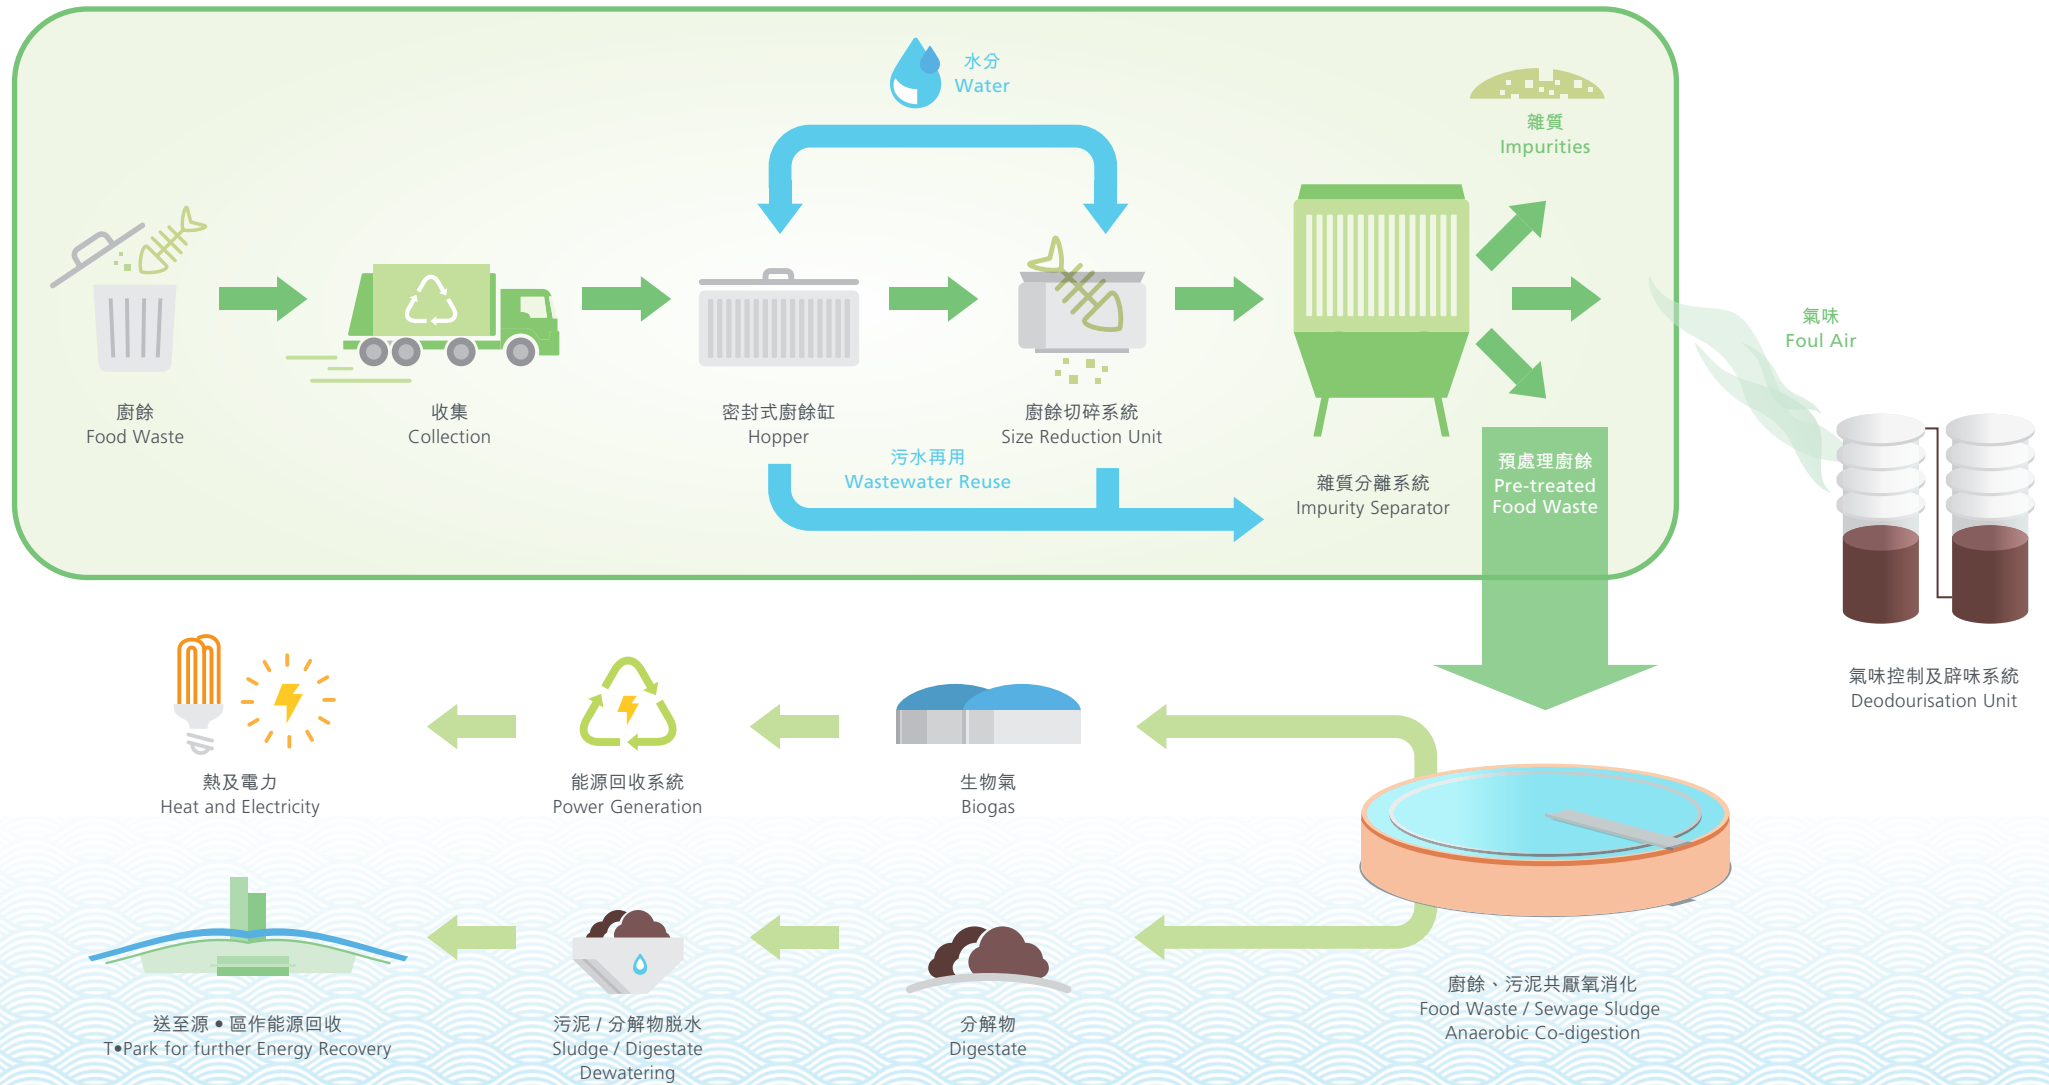 水分
Water
雜質
Impurities
氣味
Foul Air
廚餘
Food Waste
收集
Collection
密封式廚餘缸
Hopper
廚餘切碎系統
Size Reduction Unit
污水再用
Wastewater Reuse
雜質分離系統
Impurity Separator
預處理廚餘
Pre-treated
Food Waste
氣味控制及辟味系統
Deodourisation Unit
熱及電力
Heat and Electricity
能源回收系統
Power Generation
生物氣
Biogas
廚餘、污泥共厭氧消化
Food Waste / Sewage Sludge
Anaerobic Co-digestion
送至源•區作能源回收
T•Park for further Energy Recovery
污泥 / 分解物脱水
Sludge / Digestate
Dewatering
分解物
Digestate